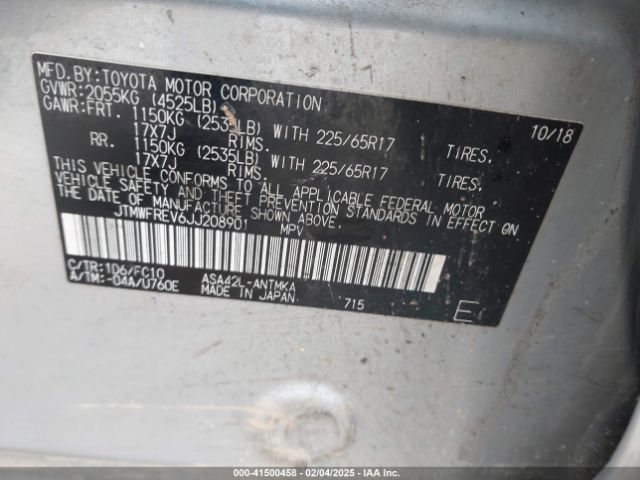 MFD.BY:TOYOTA MOTOR CORPORATION 10/18
GVWR:2055KG (4525LB)
GAWR:FRT. 1150KG (2535LB) WITH 225/65R17 TIRES.
17X7J RIMS.
RR. 1150KG (2535LB) WITH 225/65R17 TIRES.
17X7J RIMS.
THIS VEHICLE CONFORMS TO ALL APPLICABLE FEDERAL MOTOR
VEHICLE SAFETY AND THEFT PREVENTION STANDARDS IN EFFECT ON
THE DATE OF MANUFACTURE SHOWN ABOVE.
JTMWFREV6JJ208901 MPV
C/TR:1D6/FC10 ASA42L-ANTMKA
A/TM:-04A/U760E MADE IN JAPAN 715 E
000-41500458 - 02/04/2025 - IAA Inc.